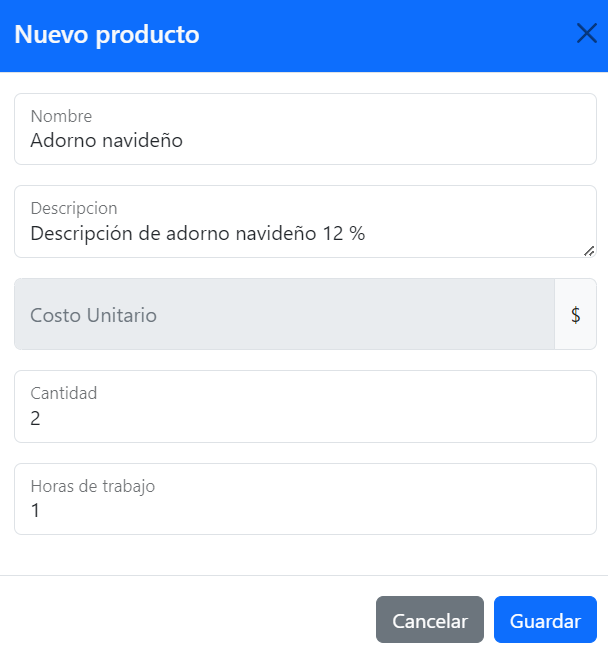 Nuevo producto
Nombre
Adorno navideño
Descripcion
Descripción de adorno navideño 12 %
Costo Unitario
$
Cantidad
2
Horas de trabajo
1
Cancelar
Guardar